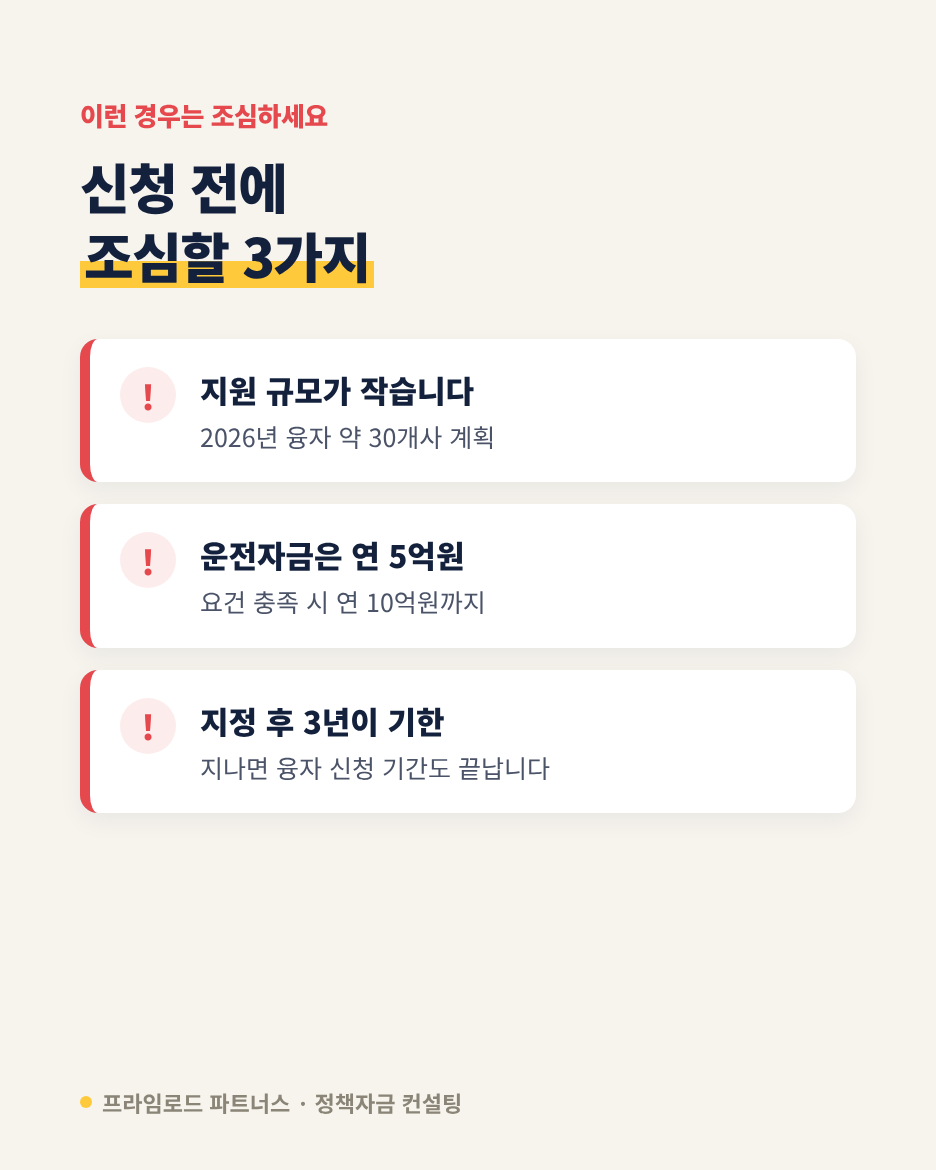 이런 경우는 조심하세요
신청 전에
조심할 3가지
!
지원 규모가 작습니다
2026년 융자 약 30개사 계획
!
운전자금은 연 5억원
요건 충족 시 연 10억원까지
!
지정 후 3년이 기한
지나면 융자 신청 기간도 끝납니다
프라임로드 파트너스 · 정책자금 컨설팅